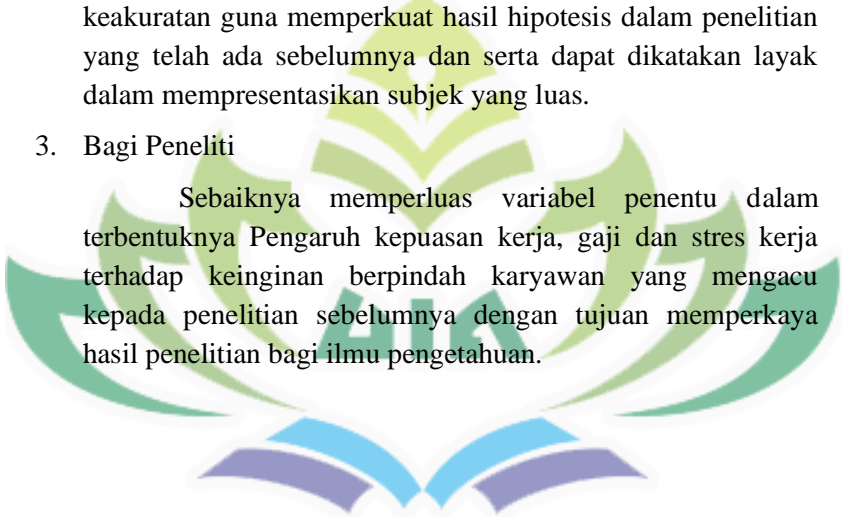 keakuratan guna memperkuat hasil hipotesis dalam penelitian
yang telah ada sebelumnya dan serta dapat dikatakan layak
dalam mempresentasikan subjek yang luas.
3. Bagi Peneliti
Sebaiknya memperluas variabel penentu dalam
terbentuknya Pengaruh kepuasan kerja, gaji dan stres kerja
terhadap keinginan berpindah karyawan yang mengacu
kepada penelitian sebelumnya dengan tujuan memperkaya
hasil penelitian bagi ilmu pengetahuan.